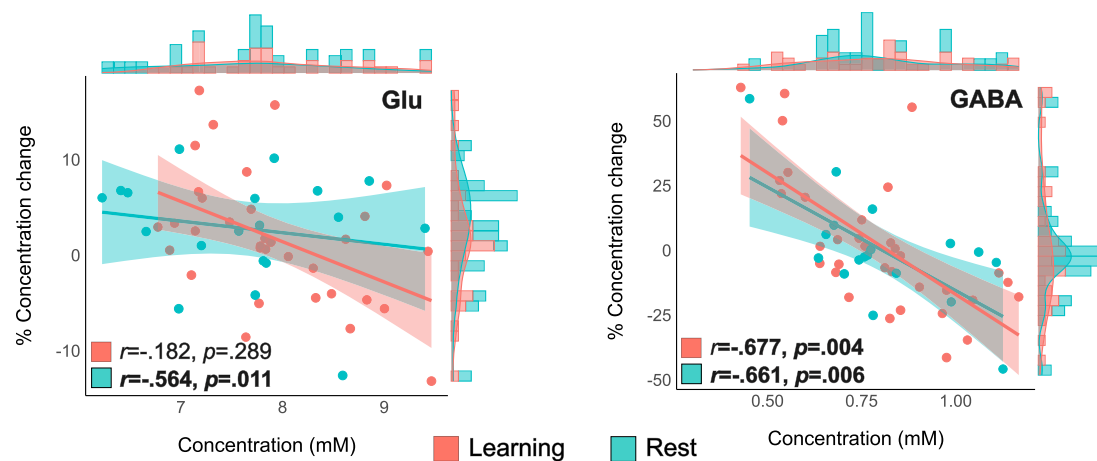 Glu
GABA
% Concentration change
10
0
-10
r=-.182, p=.289
r=-.564, p=.011
7
8
9
Concentration (mM)
% Concentration change
50
25
0
-25
-50
r=-.677, p=.004
r=-.661, p=.006
0.50
0.75
1.00
Concentration (mM)
Learning
Rest